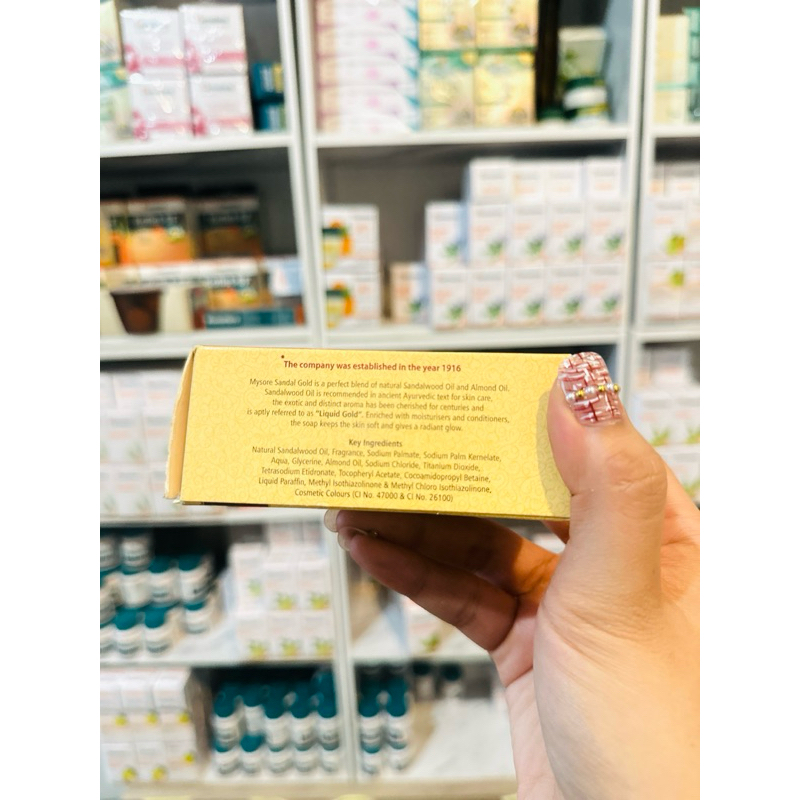 *The company was established in the year 1916
Mysore Sandal Gold is a perfect blend of natural Sandalwood Oil and Almond Oil.
Sandalwood Oil is recommended in ancient Ayurvedic text for skin care,
the exotic and distinct aroma has been cherished for centuries and
is aptly referred to as "Liquid Gold". Enriched with moisturisers and conditioners,
the soap keeps the skin soft and gives a radiant glow.
Key Ingredients
Natural Sandalwood Oil, Fragrance, Sodium Palmate, Sodium Palm Kernelate,
Aqua, Glycerine, Almond Oil, Sodium Chloride, Titanium Dioxide,
Tetrasodium Etidronate, Tocopheryl Acetate, Cocoamidopropyl Betaine,
Liquid Paraffin, Methyl Isothiazolinone & Methyl Chloro Isothiazolinone,
Cosmetic Colours (CI No. 47000 & CI No. 26100)